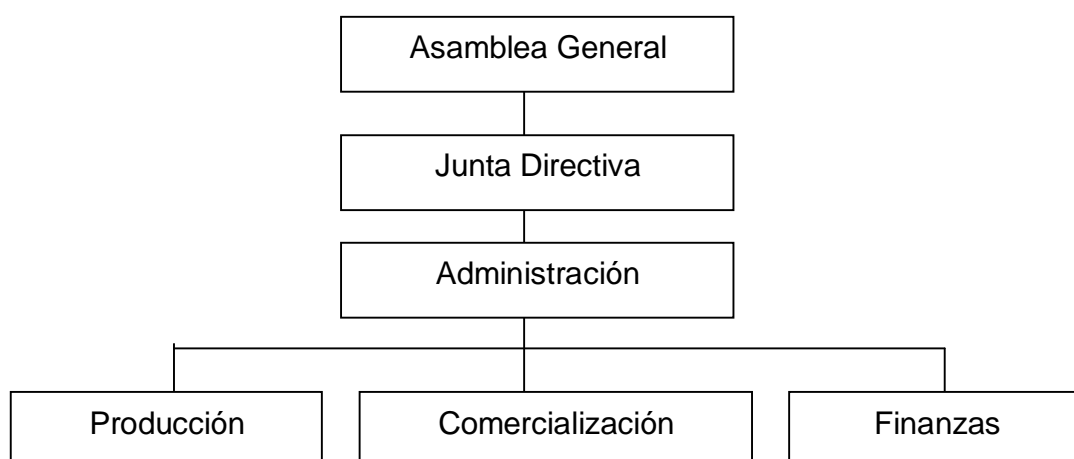 Asamblea General
Junta Directiva
Administración
Producción
Comercialización
Finanzas